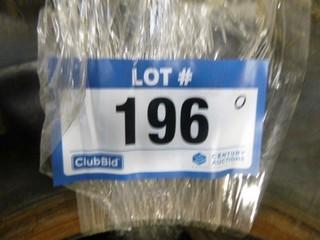 LOT #
196
ClubBid
CENTURY
AUCTIONS